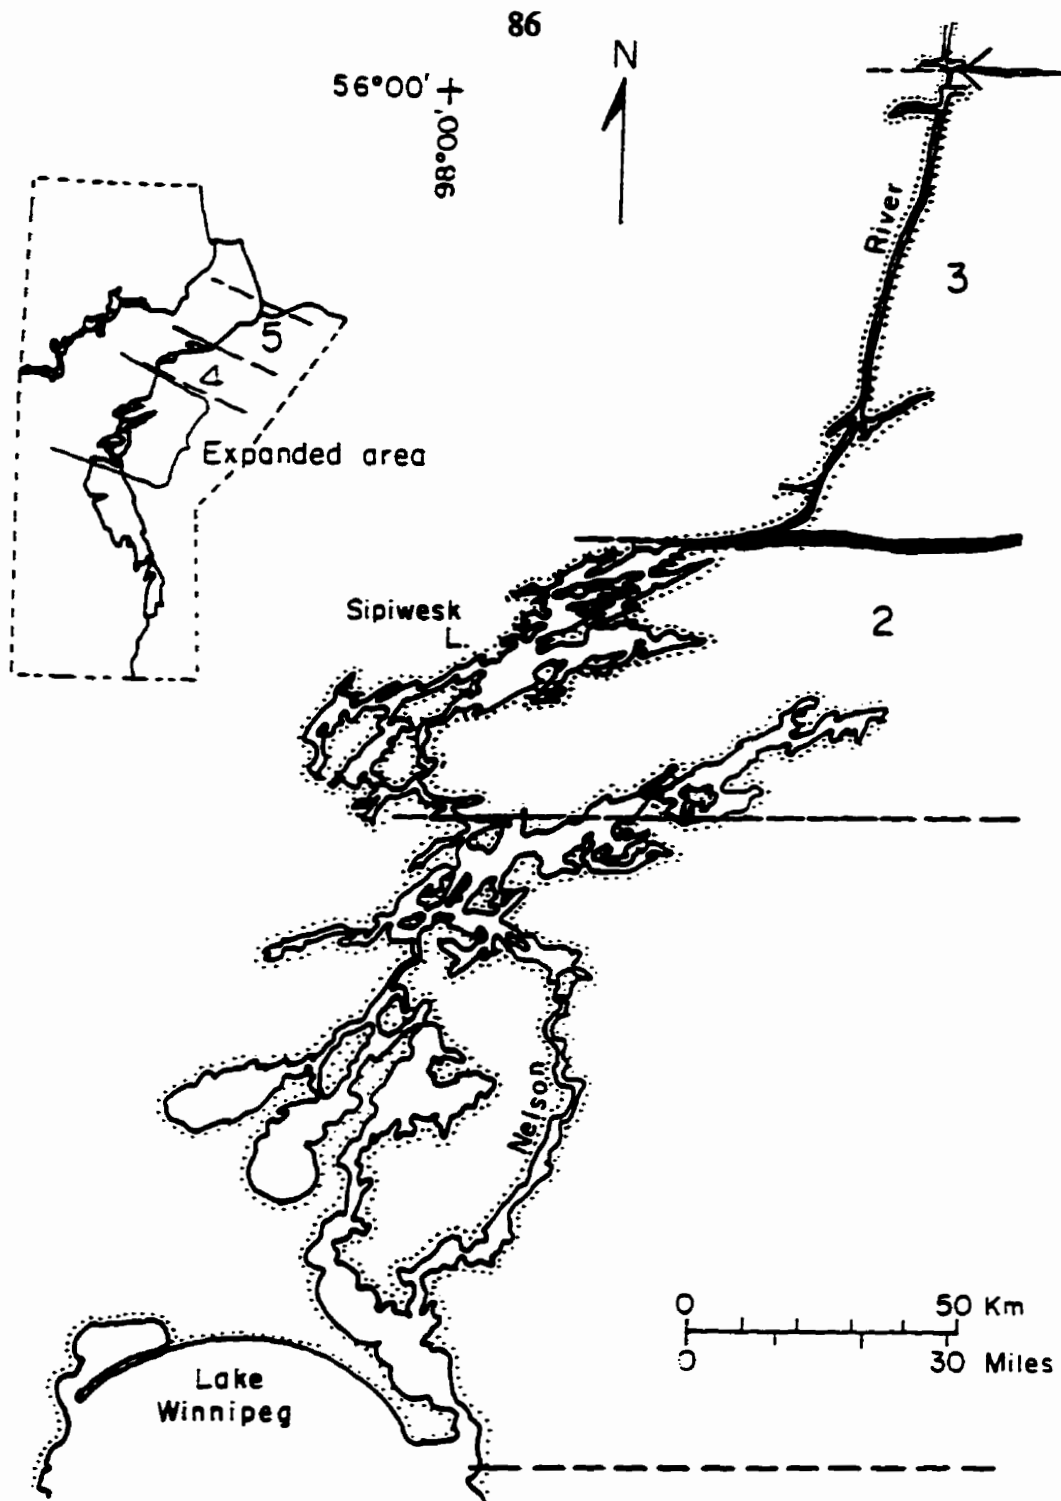 86
N
56°00'
98°00'
River
3
5
4
Expanded area
Sipiwesk
L.
2
Nelson
0 50 Km
0 30 Miles
Lake
Winnipeg